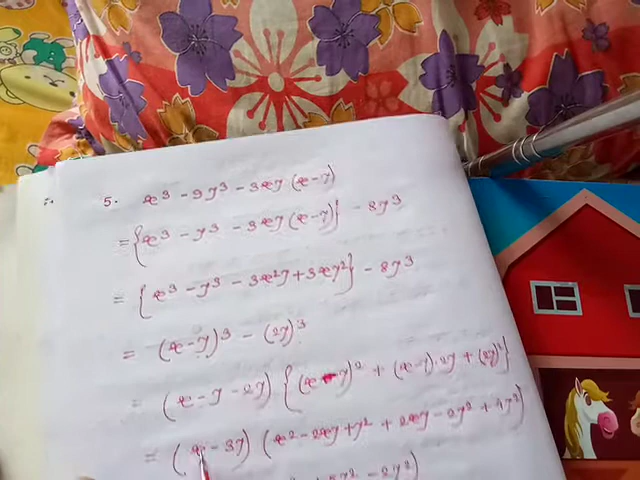 5. x³ - 9y³ - 3xy (x-y)
= {x³ - y³ - 3xy (x-y)} - 8y³
= {x³ - y³ - 3x²y + 3xy²} - 8y³
= (x-y)³ - (2y)³
= (x - y - 2y) {(x-y)² + (x-y).2y + (2y)²}
= (x - 3y) (x² - 2xy + y² + 2xy - 2y² + 4y²)
- 2y²)